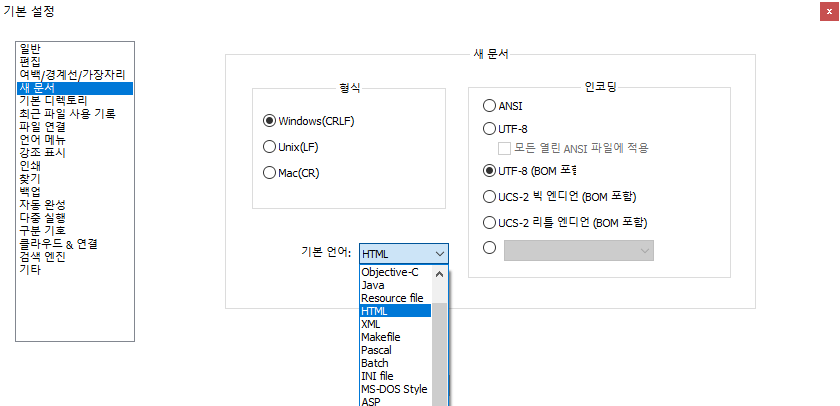 기본 설정
x
일반
편집
여백/경계선/가장자리
새 문서
기본 디렉토리
최근 파일 사용 기록
파일 연결
언어 메뉴
강조 표시
인쇄
찾기
백업
자동 완성
다중 실행
구분 기호
클라우드 & 연결
검색 엔진
기타
새 문서
형식
Windows(CRLF)
Unix(LF)
Mac(CR)
인코딩
ANSI
UTF-8
모든 열린 ANSI 파일에 적용
UTF-8 (BOM 포함
UCS-2 빅 엔디언 (BOM 포함)
UCS-2 리틀 엔디언 (BOM 포함)
기본 언어:
HTML
Objective-C
Java
Resource file
HTML
XML
Makefile
Pascal
Batch
INI file
MS-DOS Style
ASP